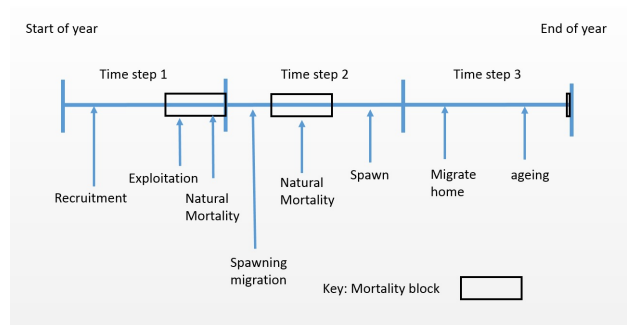 Start of year
End of year
Time step 1
Time step 2
Time step 3
Recruitment
Exploitation
Natural
Mortality
Spawning
migration
Natural
Mortality
Spawn
Migrate
home
ageing
Key: Mortality block